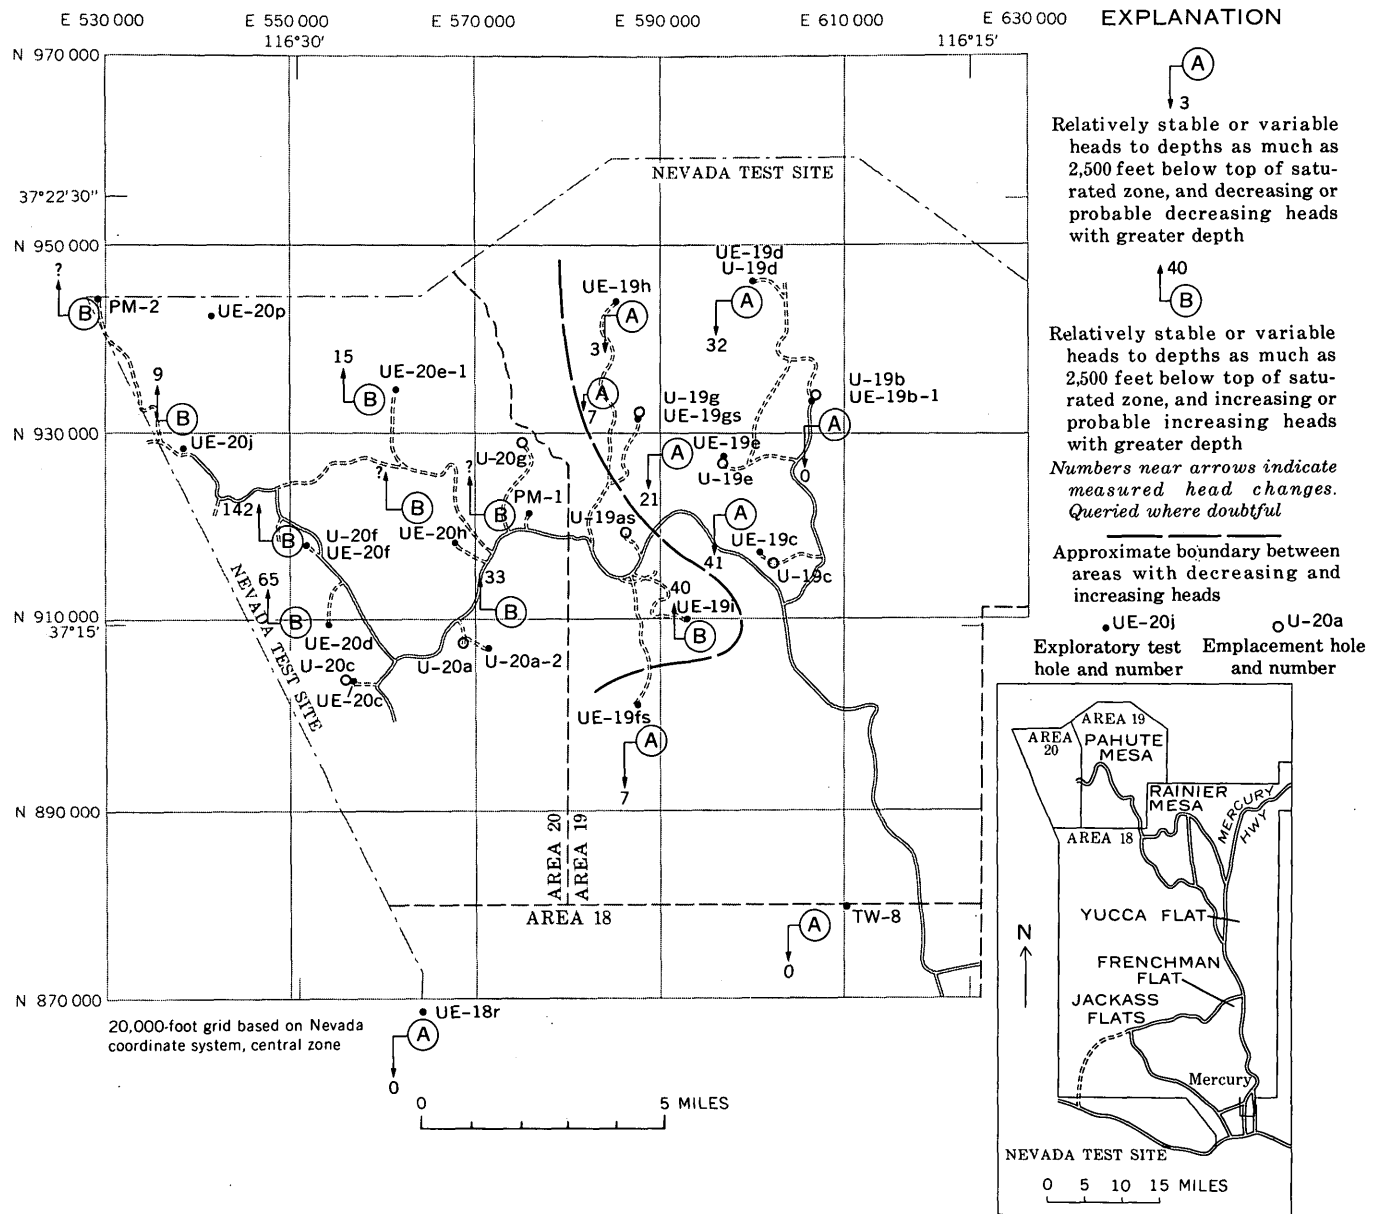 E 530 000 E 550 000 E 570 000 E 590 000 E 610 000 E 630 000
116°30' 116°15'
N 970 000
37°22'30"
N 950 000
N 930 000
N 910 000
37°15'
N 890 000
N 870 000
NEVADA TEST SITE
UE-19d
U-19d
A
32
UE-19h
A
3
?
B
PM-2
UE-20p
15
B
UE-20e-1
9
B
UE-20j
A
7
U-19g
UE-19gs
A
21
U-19b
UE-19b-1
A
0
UE-19e
U-19e
U-20g
?
B
?
B
PM-1
UE-20h
U-19as
A
41
UE-19c
U-19c
142
B
U-20f
UE-20f
65
B
UE-20d
33
B
40
UE-19i
B
U-20a
U-20a-2
U-20c
UE-20c
NEVADA TEST SITE
UE-19fs
A
7
AREA 20
AREA 19
AREA 18
A
0
TW-8
UE-18r
A
0
20,000-foot grid based on Nevada
coordinate system, central zone
0 5 MILES
EXPLANATION
A
3
Relatively stable or variable
heads to depths as much as
2,500 feet below top of satu-
rated zone, and decreasing or
probable decreasing heads
with greater depth
40
B
Relatively stable or variable
heads to depths as much as
2,500 feet below top of satu-
rated zone, and increasing or
probable increasing heads
with greater depth
Numbers near arrows indicate
measured head changes.
Queried where doubtful
Approximate boundary between
areas with decreasing and
increasing heads
UE-20j
Exploratory test
hole and number
U-20a
Emplacement hole
and number
AREA 19
AREA
20
PAHUTE
MESA
RAINIER
MESA
MERCURY
HWY
AREA 18
YUCCA FLAT
N
FRENCHMAN
FLAT
JACKASS
FLATS
Mercury
NEVADA TEST SITE
0 5 10 15 MILES